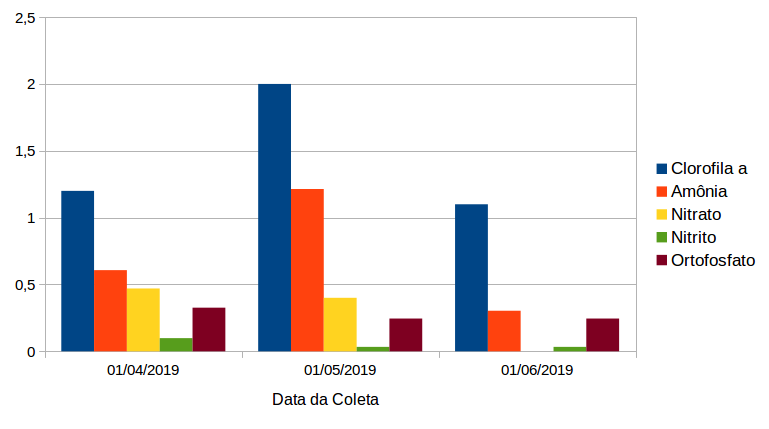 2,5
2
1,5
1
0,5
0
01/04/2019
01/05/2019
01/06/2019
Data da Coleta
Clorofila a
Amônia
Nitrato
Nitrito
Ortofosfato